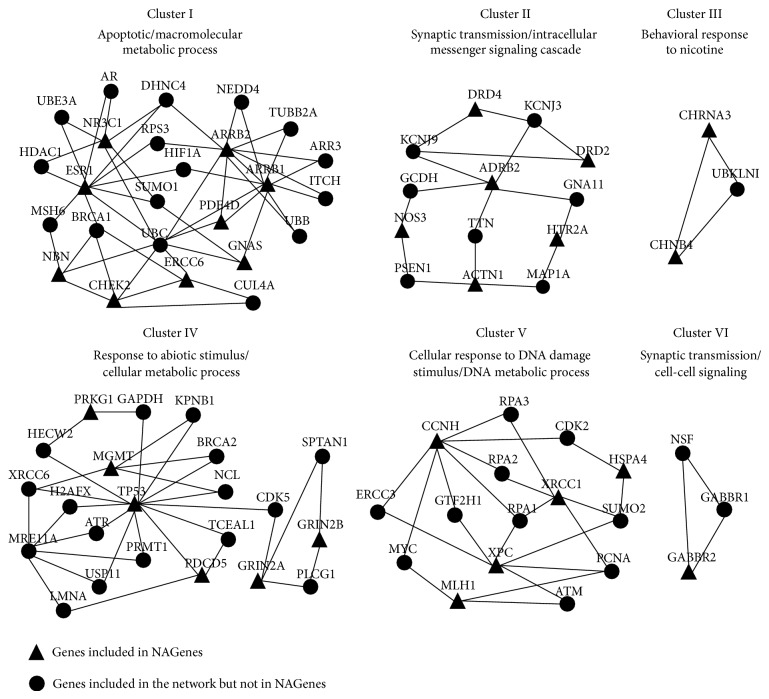 Cluster I
Apoptotic/macromolecular
metabolic process
AR
DHNC4
NEDD4
UBE3A
NR3C1
RPS3
ARRB2
TUBB2A
HDAC1
ESR1
HIF1A
ARRB1
ARR3
SUMO1
ITCH
MSH6
BRCA1
PDE4D
UBB
UBC
GNAS
NBN
ERCC6
CHEK2
CUL4A
Cluster II
Synaptic transmission/intracellular
messenger signaling cascade
DRD4
KCNJ3
KCNJ9
DRD2
ADRB2
GCDH
GNA11
NOS3
TTN
HTR2A
PSEN1
ACTN1
MAP1A
Cluster III
Behavioral response
to nicotine
CHRNA3
UBKLNI
CHNB4
Cluster IV
Response to abiotic stimulus/
cellular metabolic process
PRKG1
GAPDH
KPNB1
HECW2
MGMT
BRCA2
SPTAN1
XRCC6
NCL
H2AFX
TP53
CDK5
ATR
TCEAL1
GRIN2B
MRE11A
PRMT1
PDCD5
GRIN2A
USP11
PLCG1
LMNA
Cluster V
Cellular response to DNA damage
stimulus/DNA metabolic process
RPA3
CCNH
CDK2
RPA2
HSPA4
XRCC1
ERCC3
GTF2H1
RPA1
SUMO2
MYC
XPC
PCNA
MLH1
ATM
Cluster VI
Synaptic transmission/
cell-cell signaling
NSF
GABBR1
GABBR2
Genes included in NAGenes
Genes included in the network but not in NAGenes